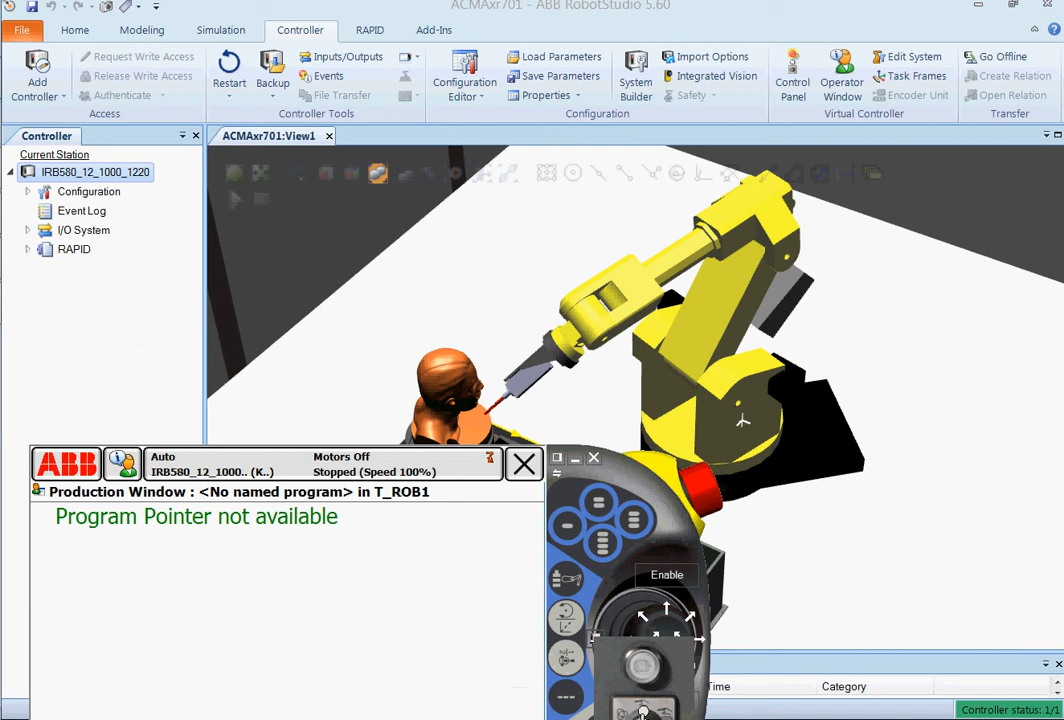 ACMAxr701 - ABB RobotStudio 5.60
File Home Modeling Simulation Controller RAPID Add-Ins
Add Controller
Request Write Access
Release Write Access
Authenticate
Access
Restart
Backup
Inputs/Outputs
Events
File Transfer
Controller Tools
Configuration Editor
Load Parameters
Save Parameters
Properties
System Builder
Import Options
Integrated Vision
Safety
Configuration
Control Panel
Operator Window
Edit System
Task Frames
Encoder Unit
Virtual Controller
Go Offline
Create Relation
Open Relation
Transfer
Controller
ACMAxr701:View1
Current Station
IRB580_12_1000_1220
Configuration
Event Log
I/O System
RAPID
ABB
Auto
IRB580_12_1000.. (K..)
Motors Off
Stopped (Speed 100%)
Production Window : <No named program> in T_ROB1
Program Pointer not available
Enable
Time
Category
Controller status: 1/1